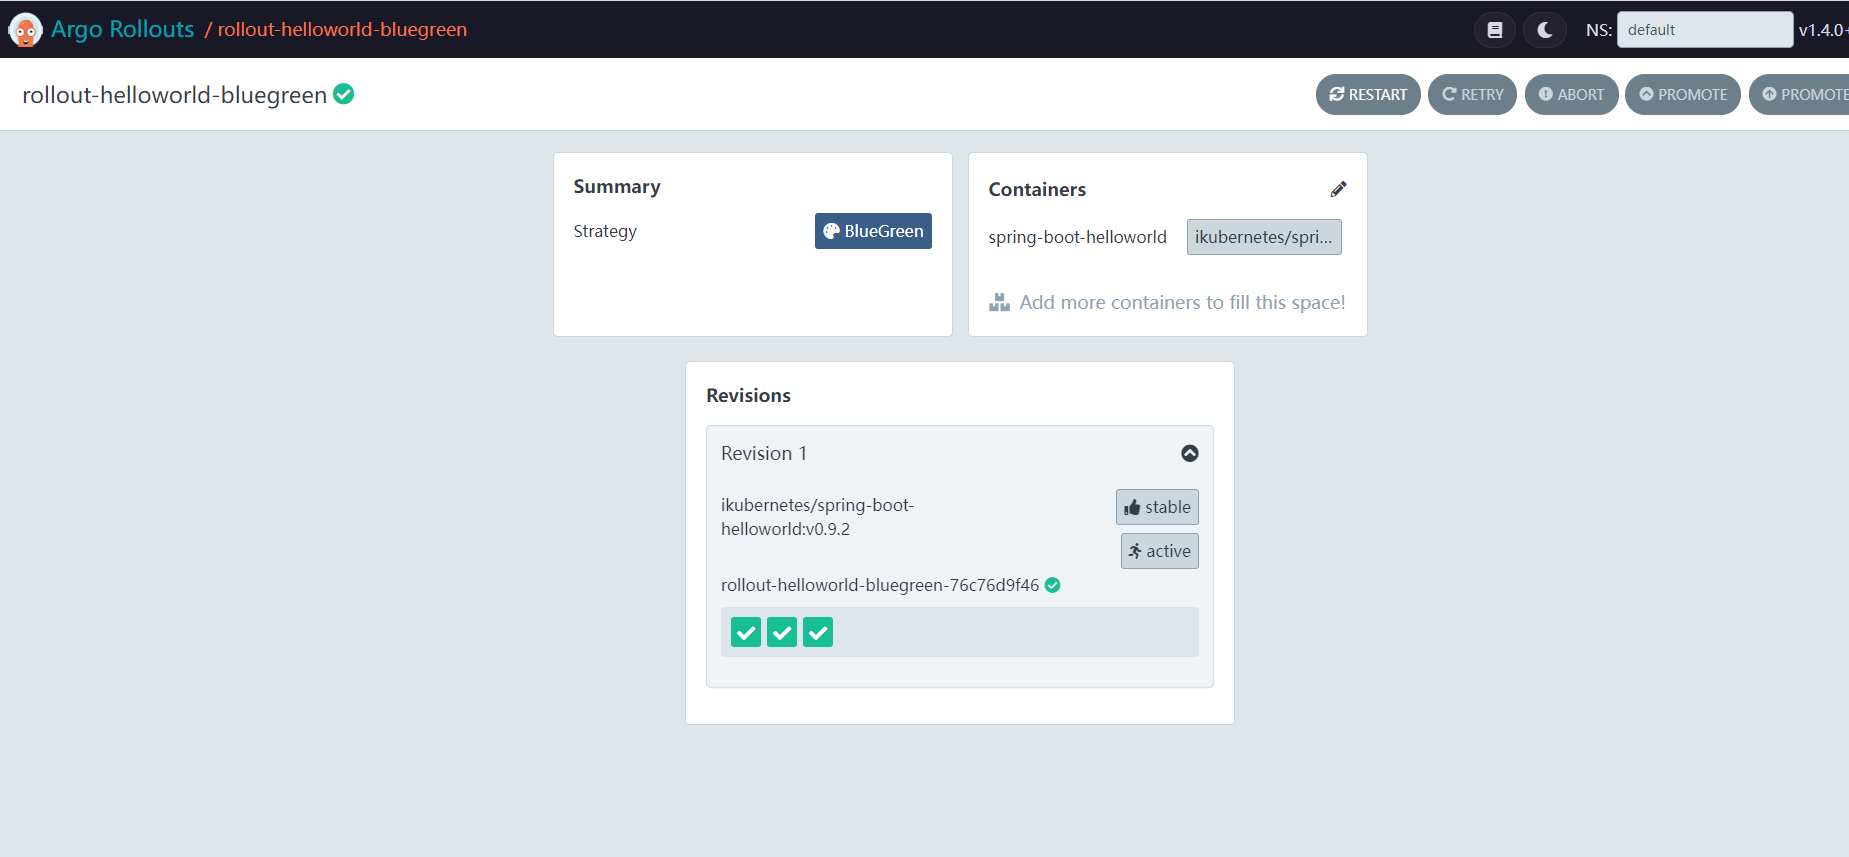 Argo Rollouts / rollout-helloworld-bluegreen NS: default v1.4.0+
rollout-helloworld-bluegreen RESTART RETRY ABORT PROMOTE PROMOTE
Summary
Strategy BlueGreen
Containers
spring-boot-helloworld ikubernetes/spri...
Add more containers to fill this space!
Revisions
Revision 1
ikubernetes/spring-boot-
helloworld:v0.9.2
stable
active
rollout-helloworld-bluegreen-76c76d9f46